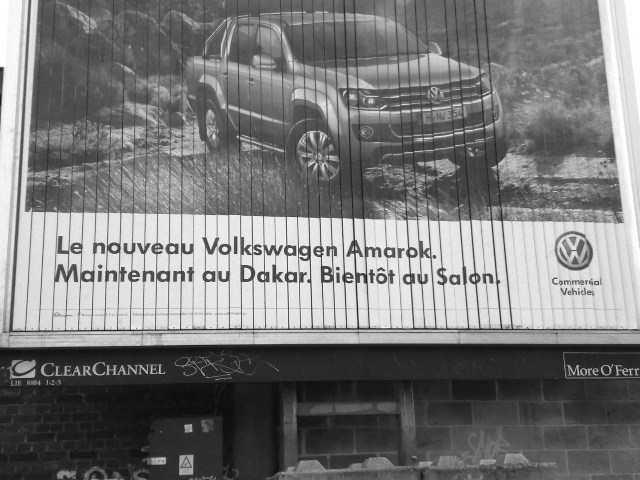 Le nouveau Volkswagen Amarok.
Maintenant au Dakar. Bientôt au Salon.
Commercial
Vehicles
CLEARCHANNEL
LIE 8884 1-2-3
More O'Ferr